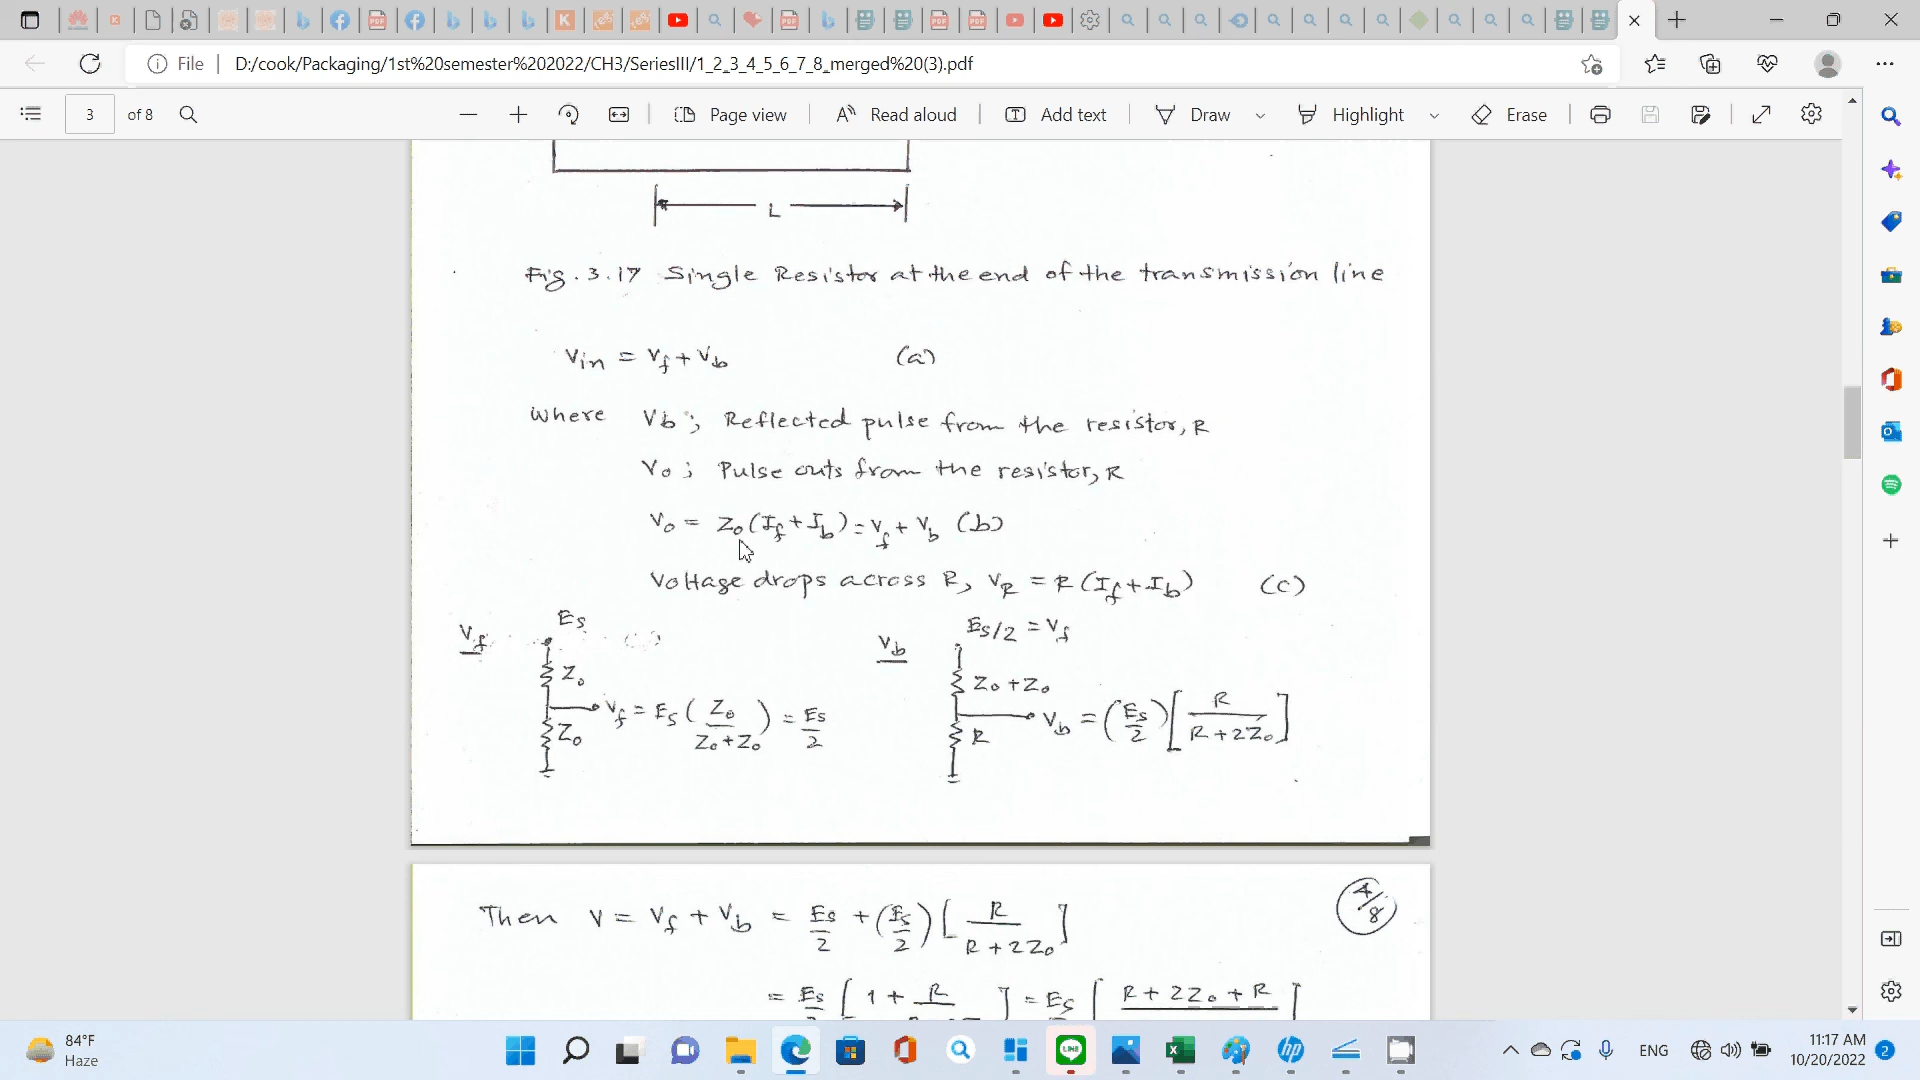 File D:/cook/Packaging/1st%20semester%202022/CH3/SeriesIII/1_2_3_4_5_6_7_8_merged%20(3).pdf
3 of 8 Page view Read aloud Add text Draw Highlight Erase
L
Fig. 3.17 Single Resistor at the end of the transmission line
Vin = Vf + Vb (a)
where Vb ; Reflected pulse from the resistor, R
Vo ; Pulse outs from the resistor, R
Vo = Zo (If + Ib) = Vf + Vb (b)
Voltage drops across R, VR = R (If + Ib) (c)
Vf Es
Zo
Vf = Es (Zo / Zo + Zo) = Es/2
Zo
Vb Es/2 = Vf
Zo + Zo
Vb = (Es/2) [R / R + 2Zo]
R
4/8
Then V = Vf + Vb = Es/2 + (Es/2) [R / R + 2Zo]
= Es [1 + R ] = Es [R + 2Zo + R]
84°F
Haze
LINE
hp
ENG
11:17 AM
10/20/2022
2